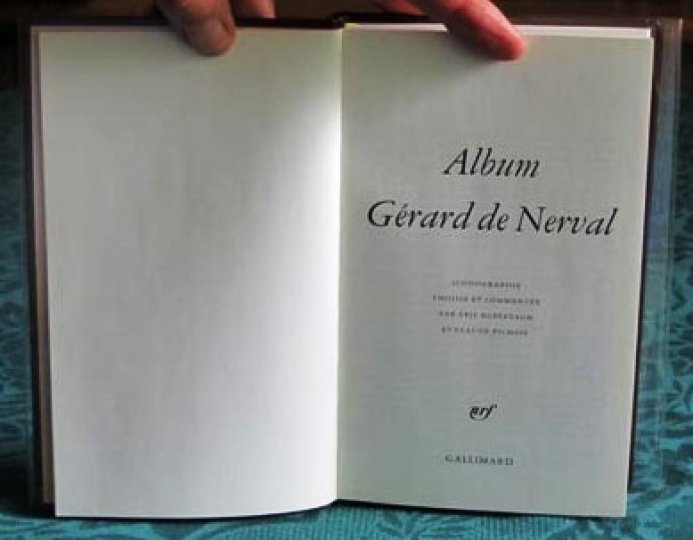 Album
Gérard de Nerval
ICONOGRAPHIE
CHOISIE ET COMMENTÉE
PAR ÉRIC BUFFETAUD
ET CLAUDE PICHOIS
nrf
GALLIMARD